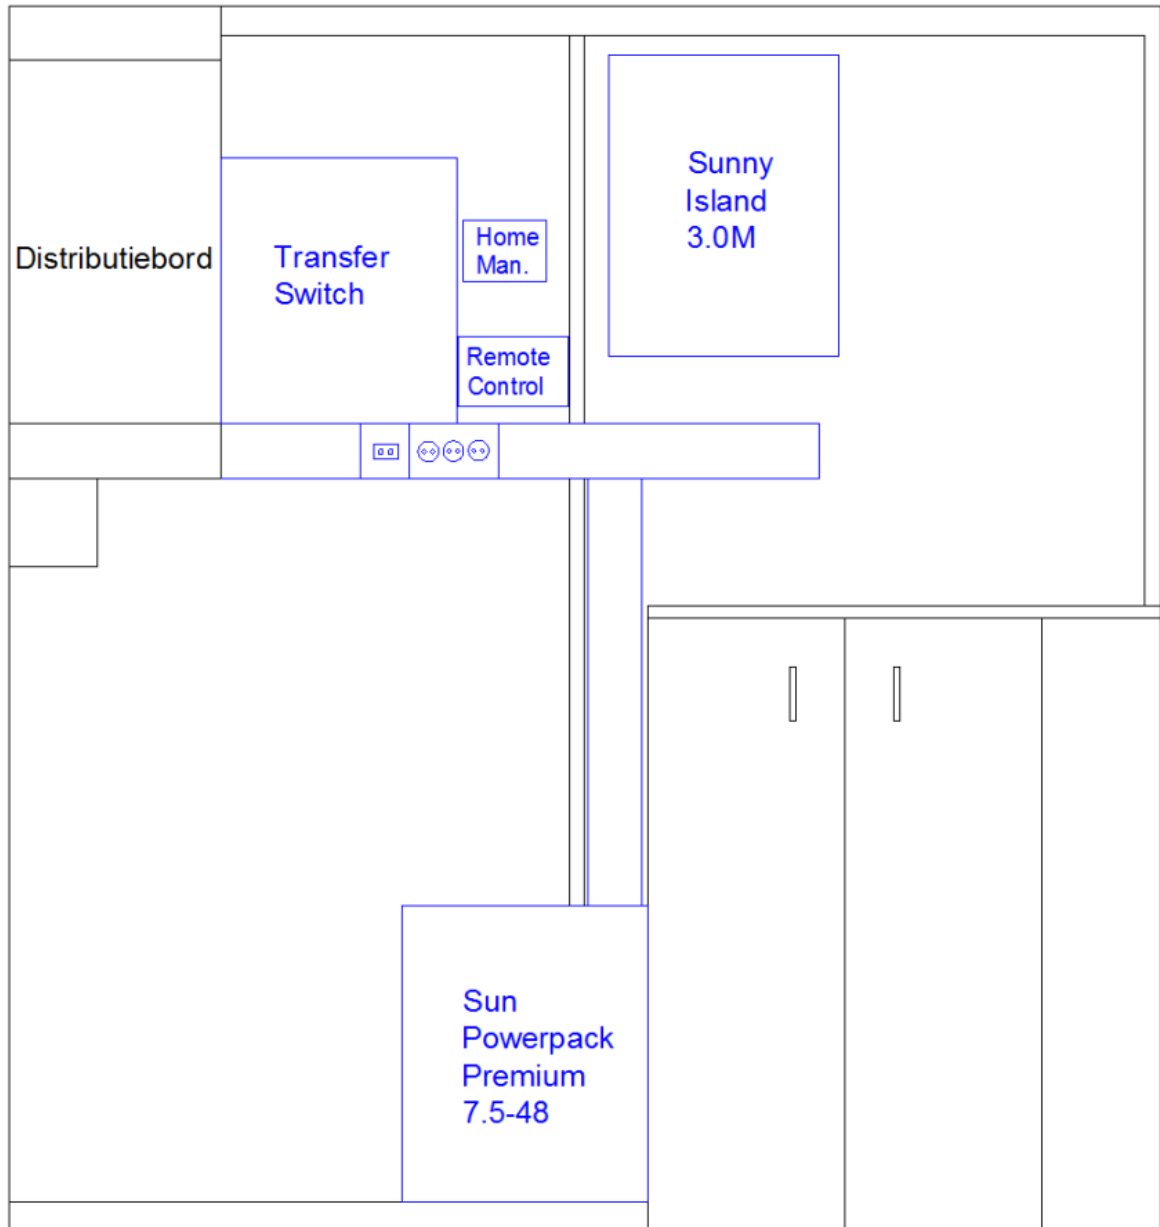 Sunny
Island
3.0M
Distributiebord
Transfer
Switch
Home
Man.
Remote
Control
Sun
Powerpack
Premium
7.5-48